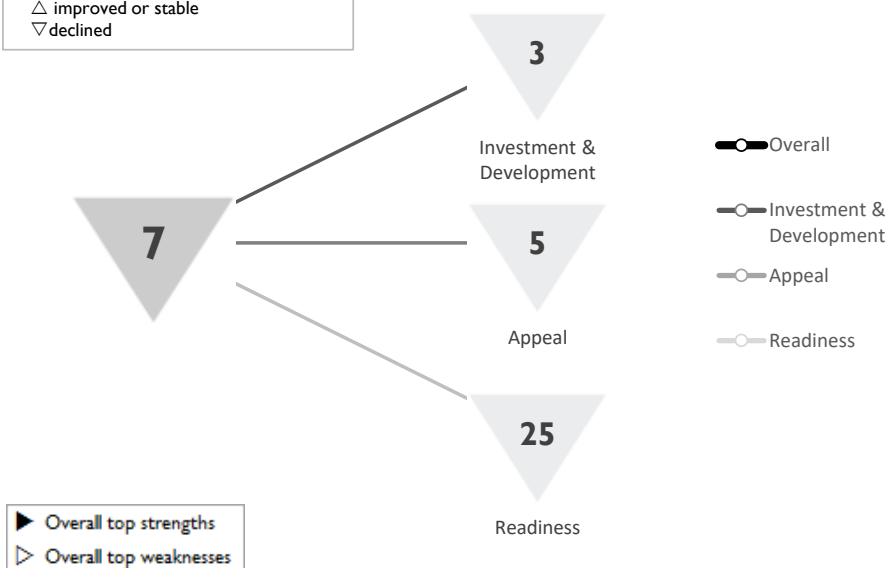 △ improved or stable
▽ declined
3
Investment &
Development
7
5
Appeal
25
Readiness
Overall
Investment &
Development
Appeal
Readiness
▶ Overall top strengths
▷ Overall top weaknesses